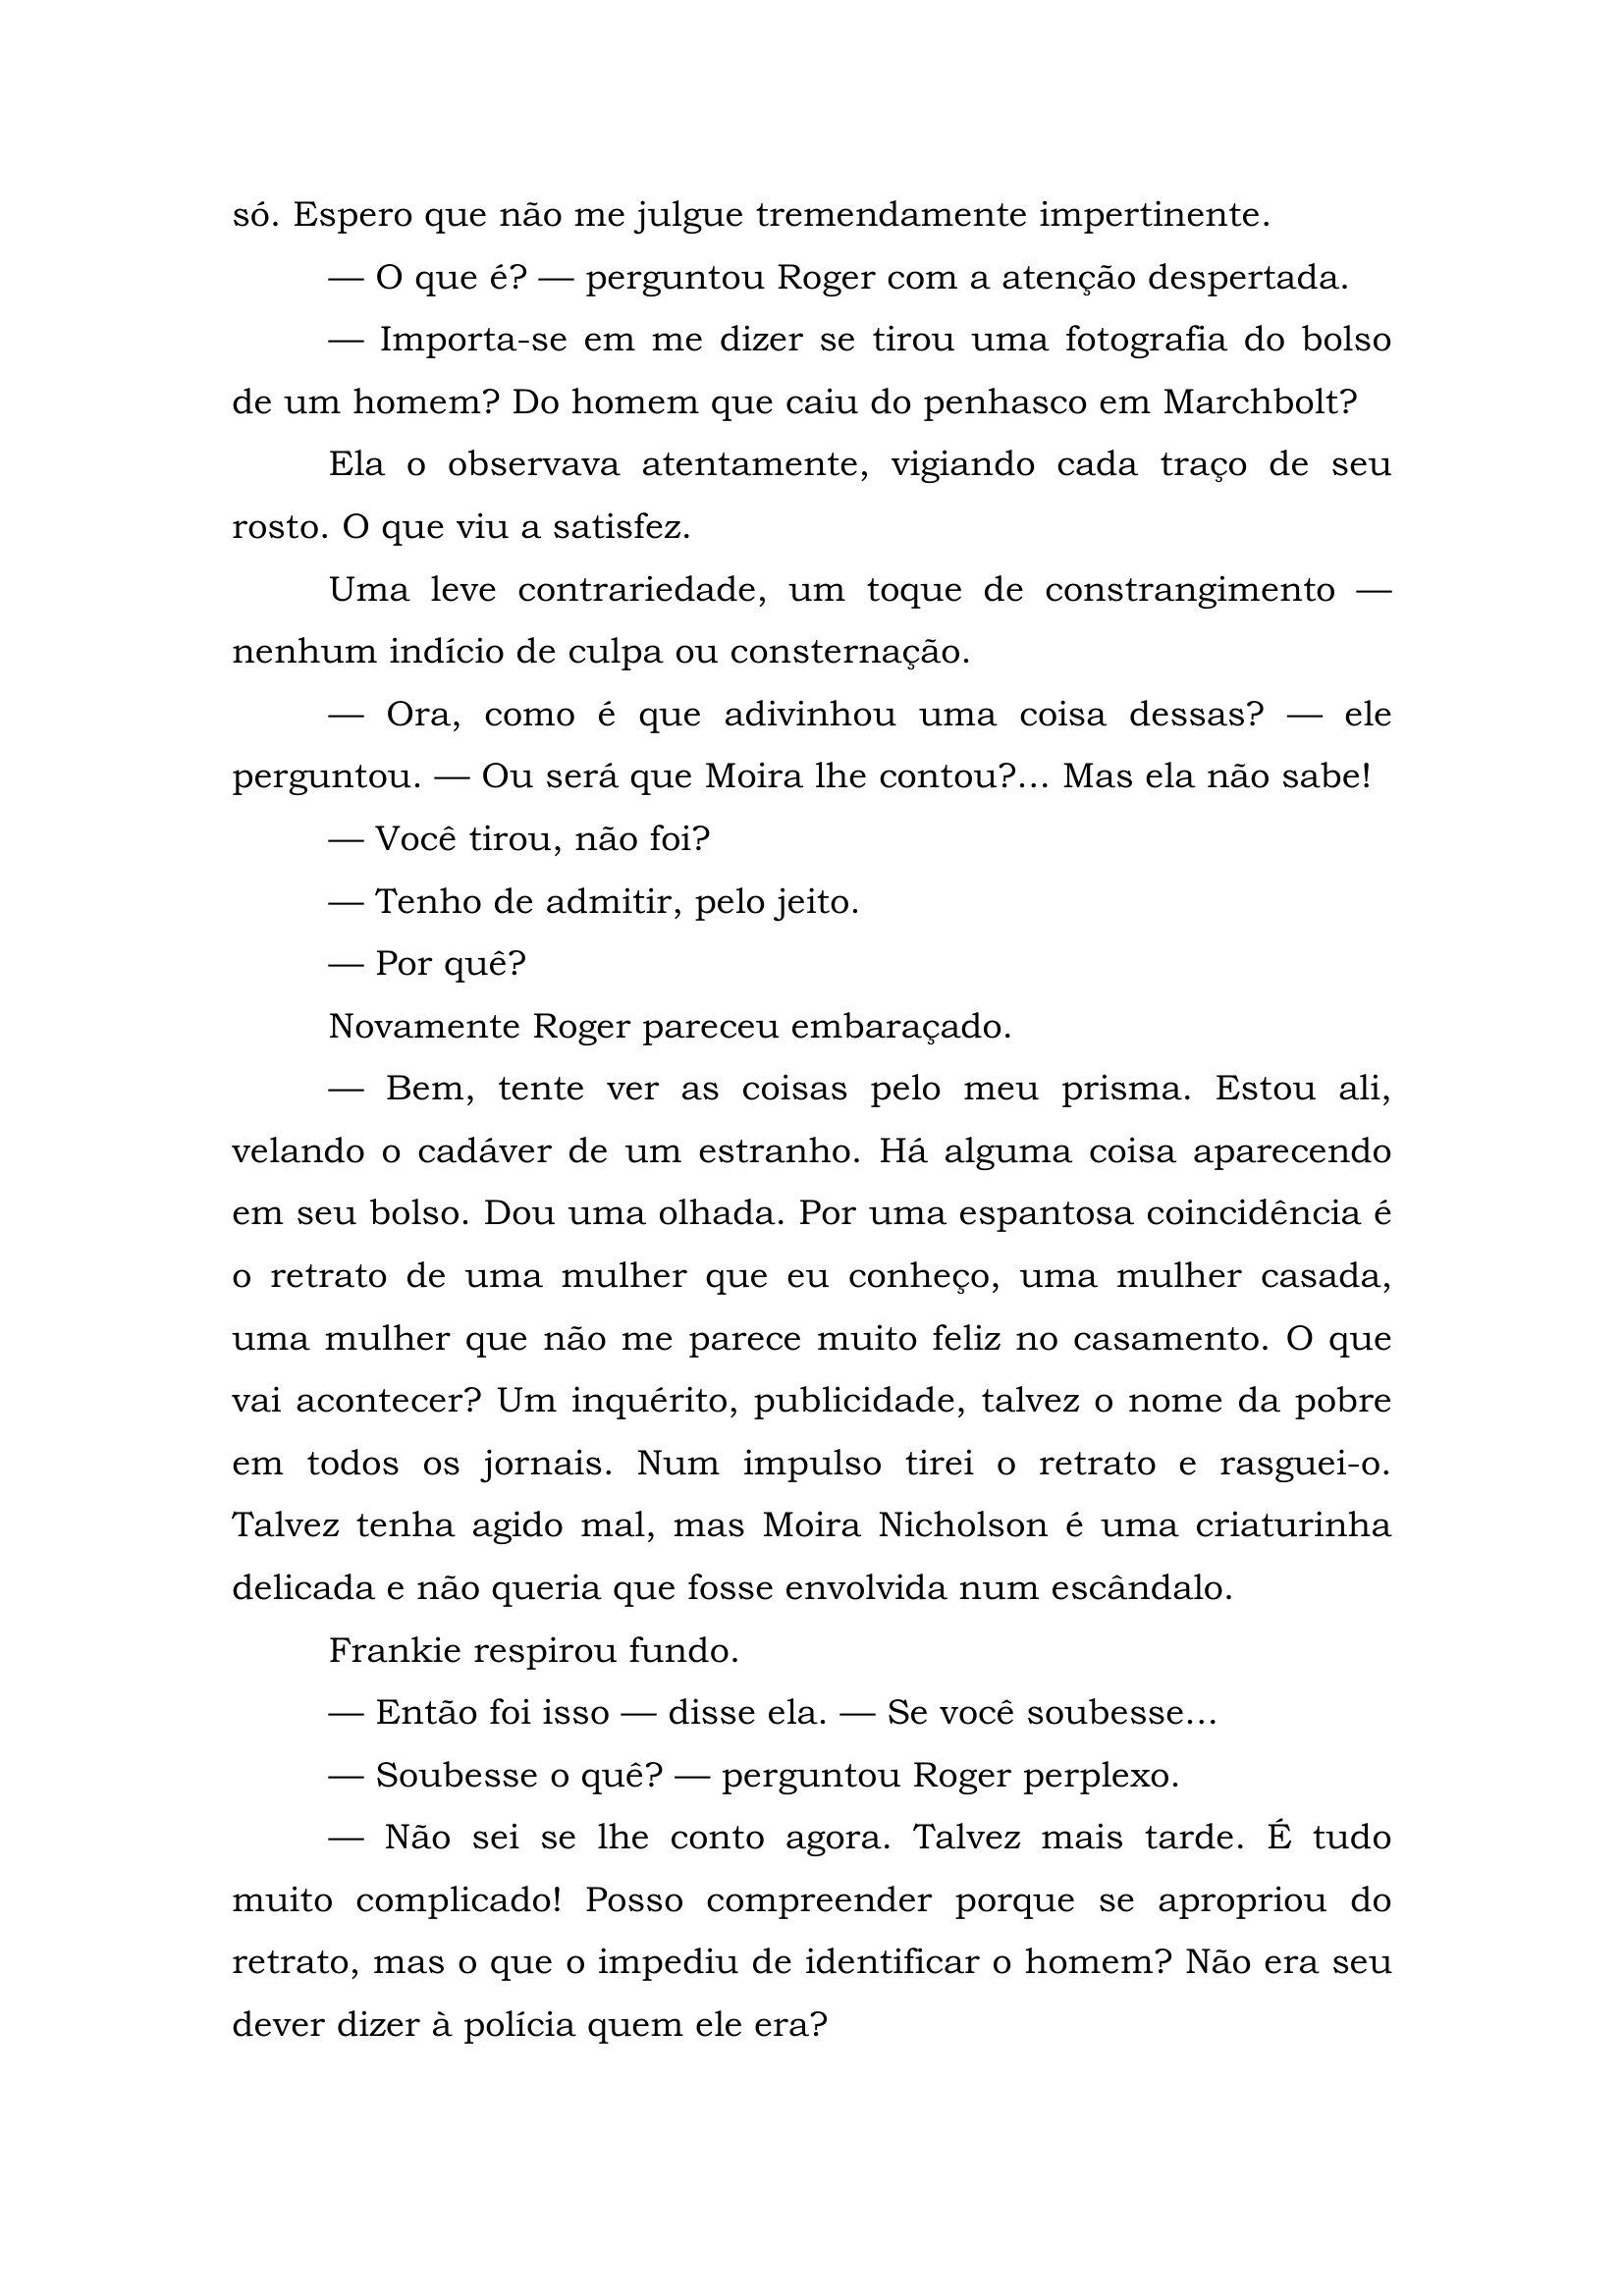 só. Espero que não me julgue tremendamente impertinente.
— O que é? — perguntou Roger com a atenção despertada.
— Importa-se em me dizer se tirou uma fotografia do bolso
de um homem? Do homem que caiu do penhasco em Marchbolt?
Ela o observava atentamente, vigiando cada traço de seu
rosto. O que viu a satisfez.
Uma leve contrariedade, um toque de constrangimento —
nenhum indício de culpa ou consternação.
— Ora, como é que adivinhou uma coisa dessas? — ele
perguntou. — Ou será que Moira lhe contou?... Mas ela não sabe!
— Você tirou, não foi?
— Tenho de admitir, pelo jeito.
— Por quê?
Novamente Roger pareceu embaraçado.
— Bem, tente ver as coisas pelo meu prisma. Estou ali,
velando o cadáver de um estranho. Há alguma coisa aparecendo
em seu bolso. Dou uma olhada. Por uma espantosa coincidência é
o retrato de uma mulher que eu conheço, uma mulher casada,
uma mulher que não me parece muito feliz no casamento. O que
vai acontecer? Um inquérito, publicidade, talvez o nome da pobre
em todos os jornais. Num impulso tirei o retrato e rasguei-o.
Talvez tenha agido mal, mas Moira Nicholson é uma criaturinha
delicada e não queria que fosse envolvida num escândalo.
Frankie respirou fundo.
— Então foi isso — disse ela. — Se você soubesse...
— Soubesse o quê? — perguntou Roger perplexo.
— Não sei se lhe conto agora. Talvez mais tarde. É tudo
muito complicado! Posso compreender porque se apropriou do
retrato, mas o que o impediu de identificar o homem? Não era seu
dever dizer à polícia quem ele era?